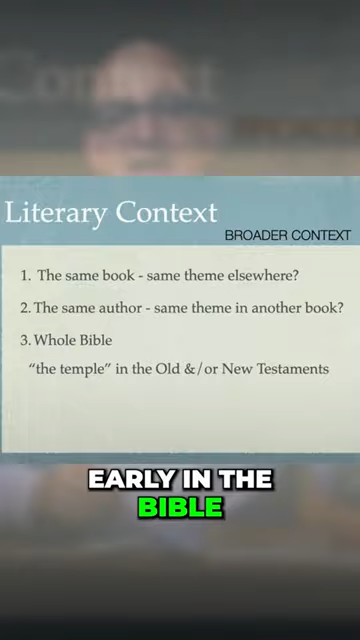 Context
Literary Context
BROADER CONTEXT
1. The same book - same theme elsewhere?
2. The same author - same theme in another book?
3. Whole Bible
“the temple” in the Old &/or New Testaments
EARLY IN THE
BIBLE